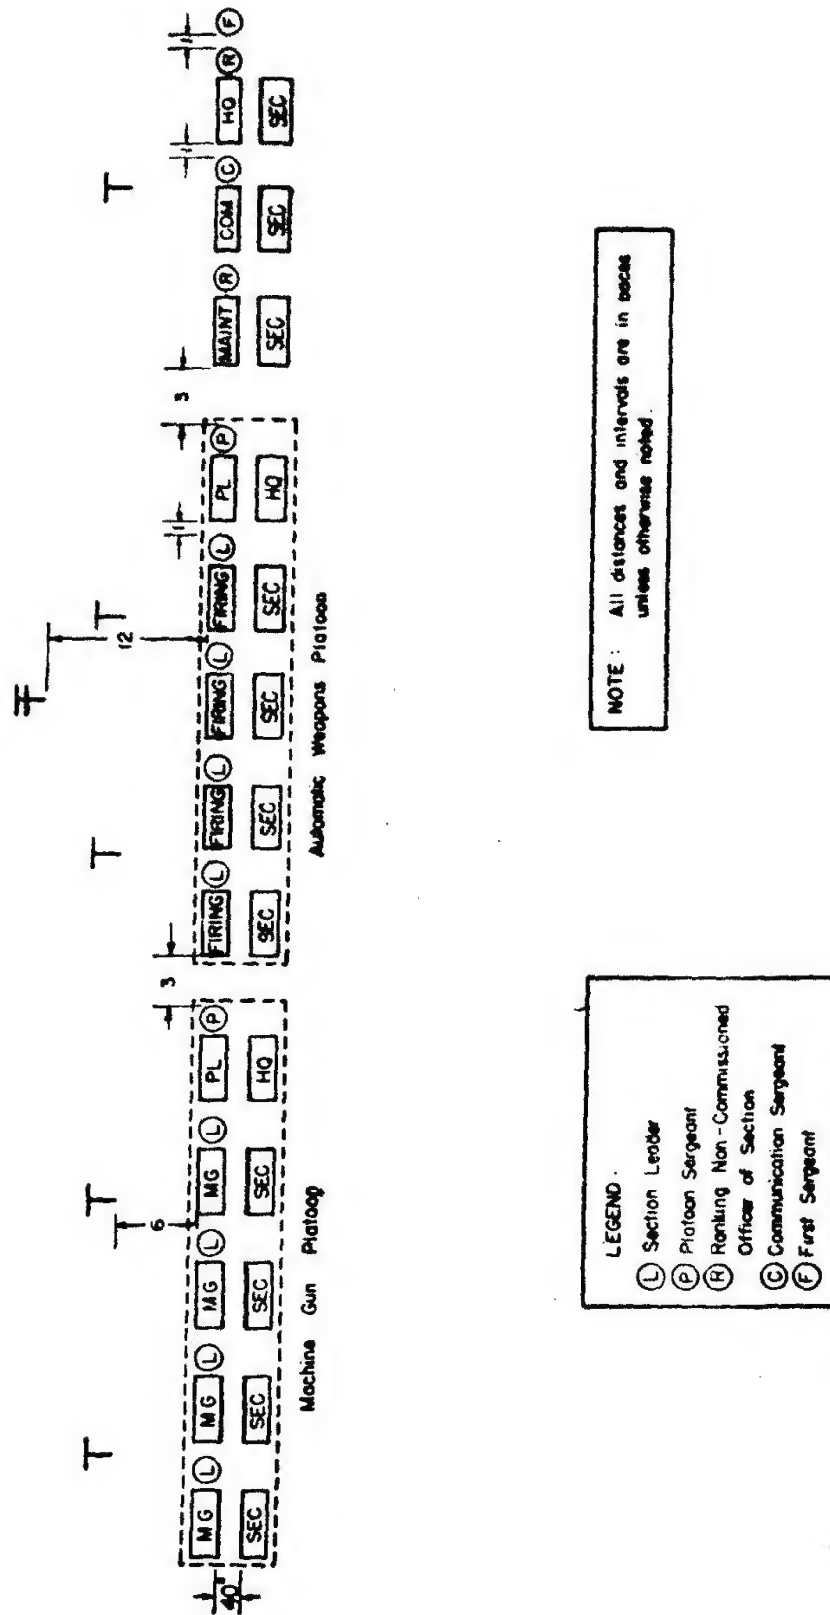 12
6
3
3
1
1
1
40"
MG L MG L MG L MG L PL P
SEC SEC SEC SEC HQ
Machine Gun Platoon
FIRING L FIRING L FIRING L FIRING L PL P
SEC SEC SEC SEC HQ
Automatic Weapons Platoon
MAINT R COM C HQ R F
SEC SEC SEC
LEGEND.
L Section Leader
P Platoon Sergeant
R Ranking Non-Commissioned
Officer of Section
C Communication Sergeant
F First Sergeant
NOTE: All distances and intervals are in paces
unless otherwise noted.